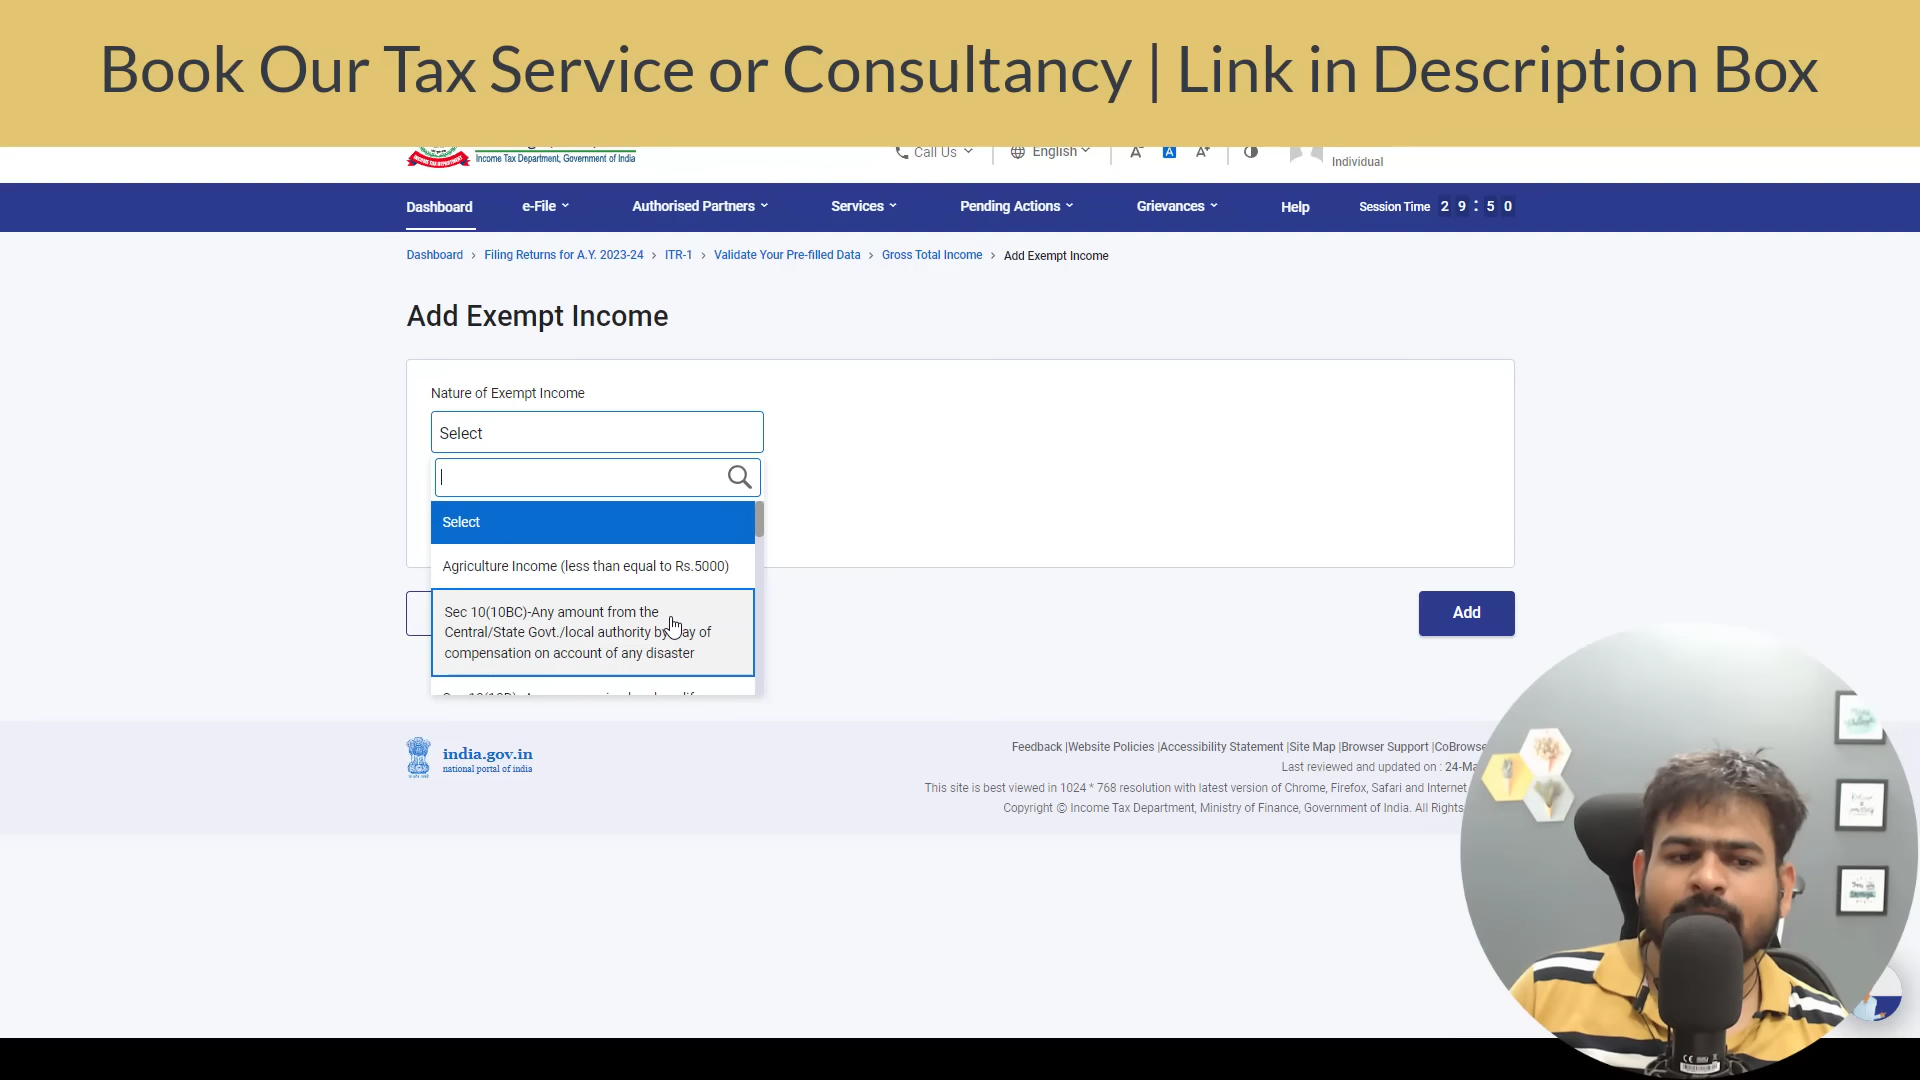 Book Our Tax Service or Consultancy | Link in Description Box
Income Tax Department, Government of India
Call Us
English
A
A
A+
Individual
Dashboard
e-File
Authorised Partners
Services
Pending Actions
Grievances
Help
Session Time 29:50
Dashboard > Filing Returns for A.Y. 2023-24 > ITR-1 > Validate Your Pre-filled Data > Gross Total Income > Add Exempt Income
Add Exempt Income
Nature of Exempt Income
Select
Select
Agriculture Income (less than equal to Rs.5000)
Sec 10(10BC)-Any amount from the
Central/State Govt./local authority by way of
compensation on account of any disaster
Add
india.gov.in
national portal of india
Feedback |Website Policies |Accessibility Statement |Site Map |Browser Support |CoBrowse
Last reviewed and updated on : 24-Ma
This site is best viewed in 1024 * 768 resolution with latest version of Chrome, Firefox, Safari and Internet
Copyright © Income Tax Department, Ministry of Finance, Government of India. All Rights